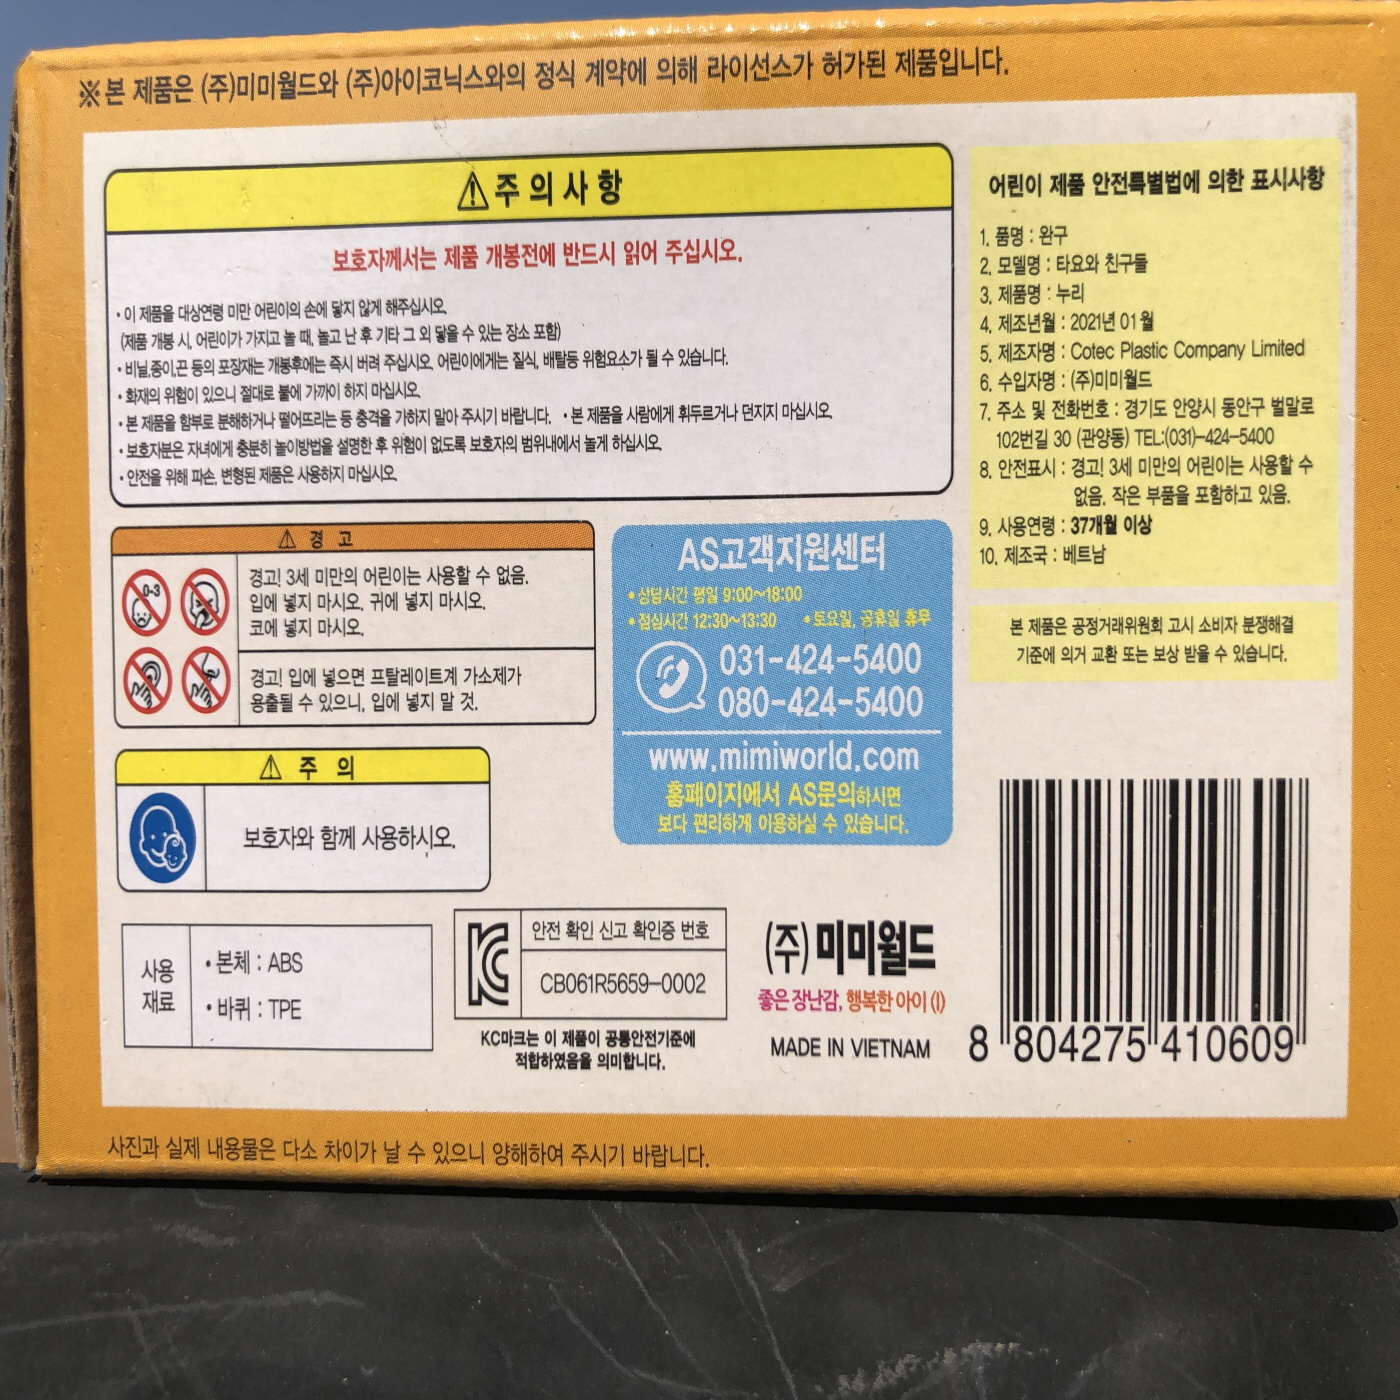 ※본 제품은 (주)미미월드와 (주)아이코닉스와의 정식 계약에 의해 라이선스가 허가된 제품입니다.
⚠주의사항
보호자께서는 제품 개봉전에 반드시 읽어 주십시오.
• 이 제품을 대상연령 미만 어린이의 손에 닿지 않게 해주십시오.
(제품 개봉 시, 어린이가 가지고 놀 때, 놀고 난 후 기타 그 외 닿을 수 있는 장소 포함)
• 비닐,종이,끈 등의 포장재는 개봉후에는 즉시 버려 주십시오. 어린이에게는 질식, 배탈등 위험요소가 될 수 있습니다.
• 화재의 위험이 있으니 절대로 불에 가까이 하지 마십시오.
• 본 제품을 함부로 분해하거나 떨어뜨리는 등 충격을 가하지 말아 주시기 바랍니다. • 본 제품을 사람에게 휘두르거나 던지지 마십시오.
• 보호자분은 자녀에게 충분히 놀이방법을 설명한 후 위험이 없도록 보호자의 범위내에서 놀게 하십시오.
• 안전을 위해 파손, 변형된 제품은 사용하지 마십시오.
어린이 제품 안전특별법에 의한 표시사항
1. 품명 : 완구
2. 모델명 : 타요와 친구들
3. 제품명 : 누리
4. 제조년월 : 2021년 01월
5. 제조자명 : Cotec Plastic Company Limited
6. 수입자명 : (주)미미월드
7. 주소 및 전화번호 : 경기도 안양시 동안구 벌말로
102번길 30 (관양동) TEL:(031)-424-5400
8. 안전표시 : 경고! 3세 미만의 어린이는 사용할 수
없음. 작은 부품을 포함하고 있음.
9. 사용연령 : 37개월 이상
10. 제조국 : 베트남
본 제품은 공정거래위원회 고시 소비자 분쟁해결
기준에 의거 교환 또는 보상 받을 수 있습니다.
⚠ 경 고
0-3
경고! 3세 미만의 어린이는 사용할 수 없음.
입에 넣지 마시오. 귀에 넣지 마시오.
코에 넣지 마시오.
경고! 입에 넣으면 프탈레이트계 가소제가
용출될 수 있으니, 입에 넣지 말 것.
AS고객지원센터
• 상담시간 평일 9:00~18:00
• 점심시간 12:30~13:30 • 토요일, 공휴일 휴무
031-424-5400
080-424-5400
www.mimiworld.com
홈페이지에서 AS문의하시면
보다 편리하게 이용하실 수 있습니다.
⚠ 주 의
보호자와 함께 사용하시오.
사용
재료
• 본체 : ABS
• 바퀴 : TPE
KC
안전 확인 신고 확인증 번호
CB061R5659-0002
KC마크는 이 제품이 공통안전기준에
적합하였음을 의미합니다.
(주) 미미월드
좋은 장난감, 행복한 아이 (!)
MADE IN VIETNAM
8 804275 410609
사진과 실제 내용물은 다소 차이가 날 수 있으니 양해하여 주시기 바랍니다.